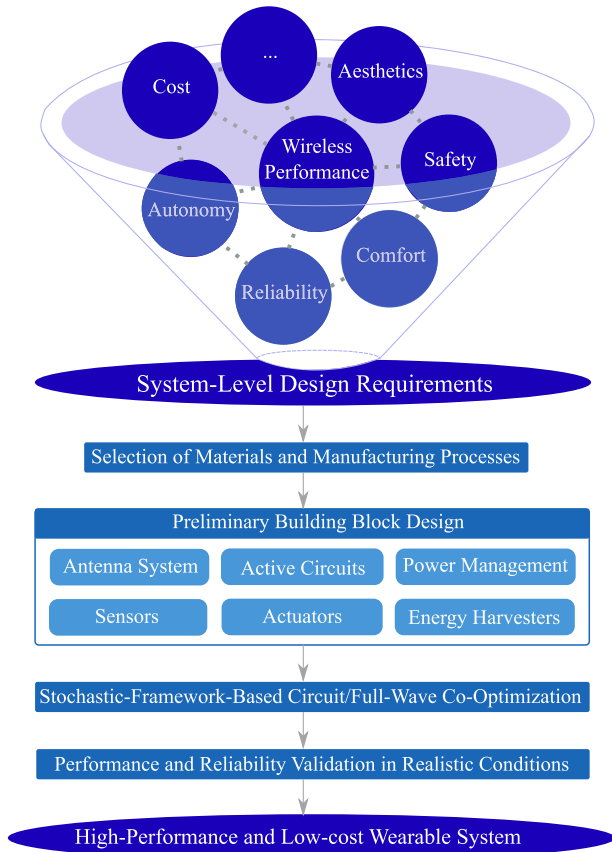 ...
Cost
Aesthetics
Wireless
Performance
Safety
Autonomy
Comfort
Reliability
System-Level Design Requirements
Selection of Materials and Manufacturing Processes
Preliminary Building Block Design
Antenna System
Active Circuits
Power Management
Sensors
Actuators
Energy Harvesters
Stochastic-Framework-Based Circuit/Full-Wave Co-Optimization
Performance and Reliability Validation in Realistic Conditions
High-Performance and Low-cost Wearable System